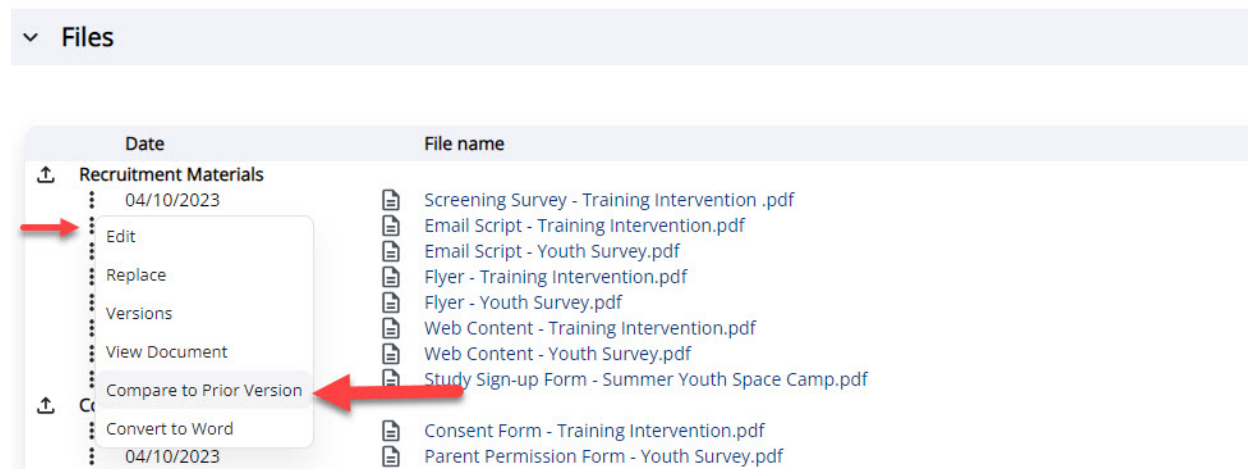 Files
Date File name
Recruitment Materials
04/10/2023 Screening Survey - Training Intervention .pdf
Email Script - Training Intervention.pdf
Edit
Email Script - Youth Survey.pdf
Replace Flyer - Training Intervention.pdf
Flyer - Youth Survey.pdf
Versions
Web Content - Training Intervention.pdf
View Document Web Content - Youth Survey.pdf
Study Sign-up Form - Summer Youth Space Camp.pdf
Compare to Prior Version
Convert to Word Consent Form - Training Intervention.pdf
04/10/2023 Parent Permission Form - Youth Survey.pdf